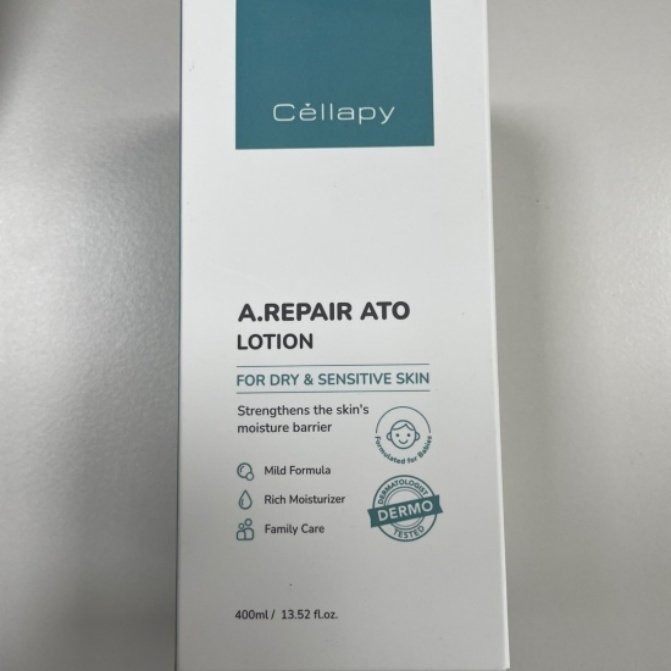 Céllapy
A.REPAIR ATO
LOTION
FOR DRY & SENSITIVE SKIN
Strengthens the skin's
moisture barrier
Formulated for Babies
Mild Formula
Rich Moisturizer
Family Care
DERMATOLOGIST
DERMO
TESTED
400ml / 13.52 fl.oz.